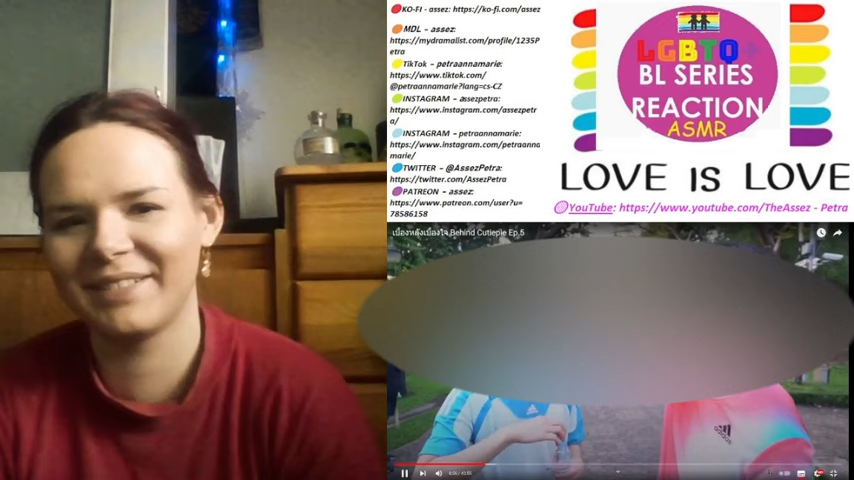 KO-FI - assez: https://ko-fi.com/assez
MDL - assez:
https://mydramalist.com/profile/1235P
etra
TikTok - petraannamarie:
https://www.tiktok.com/
@petraannamarie?lang=cs-CZ
INSTAGRAM - assezpetra:
https://www.instagram.com/assezpetr
a/
INSTAGRAM - petraannamarie:
https://www.instagram.com/petraanna
marie/
TWITTER - @AssezPetra:
https://twitter.com/AssezPetra
PATREON - assez:
https://www.patreon.com/user?u=
78586158
LGBTQ+
BL SERIES
REACTION
ASMR
LOVE IS LOVE
YouTube: https://www.youtube.com/TheAssez - Petra
เบื้องหลังเบื้องใจ Behind Cutiepie Ep.5
adidas